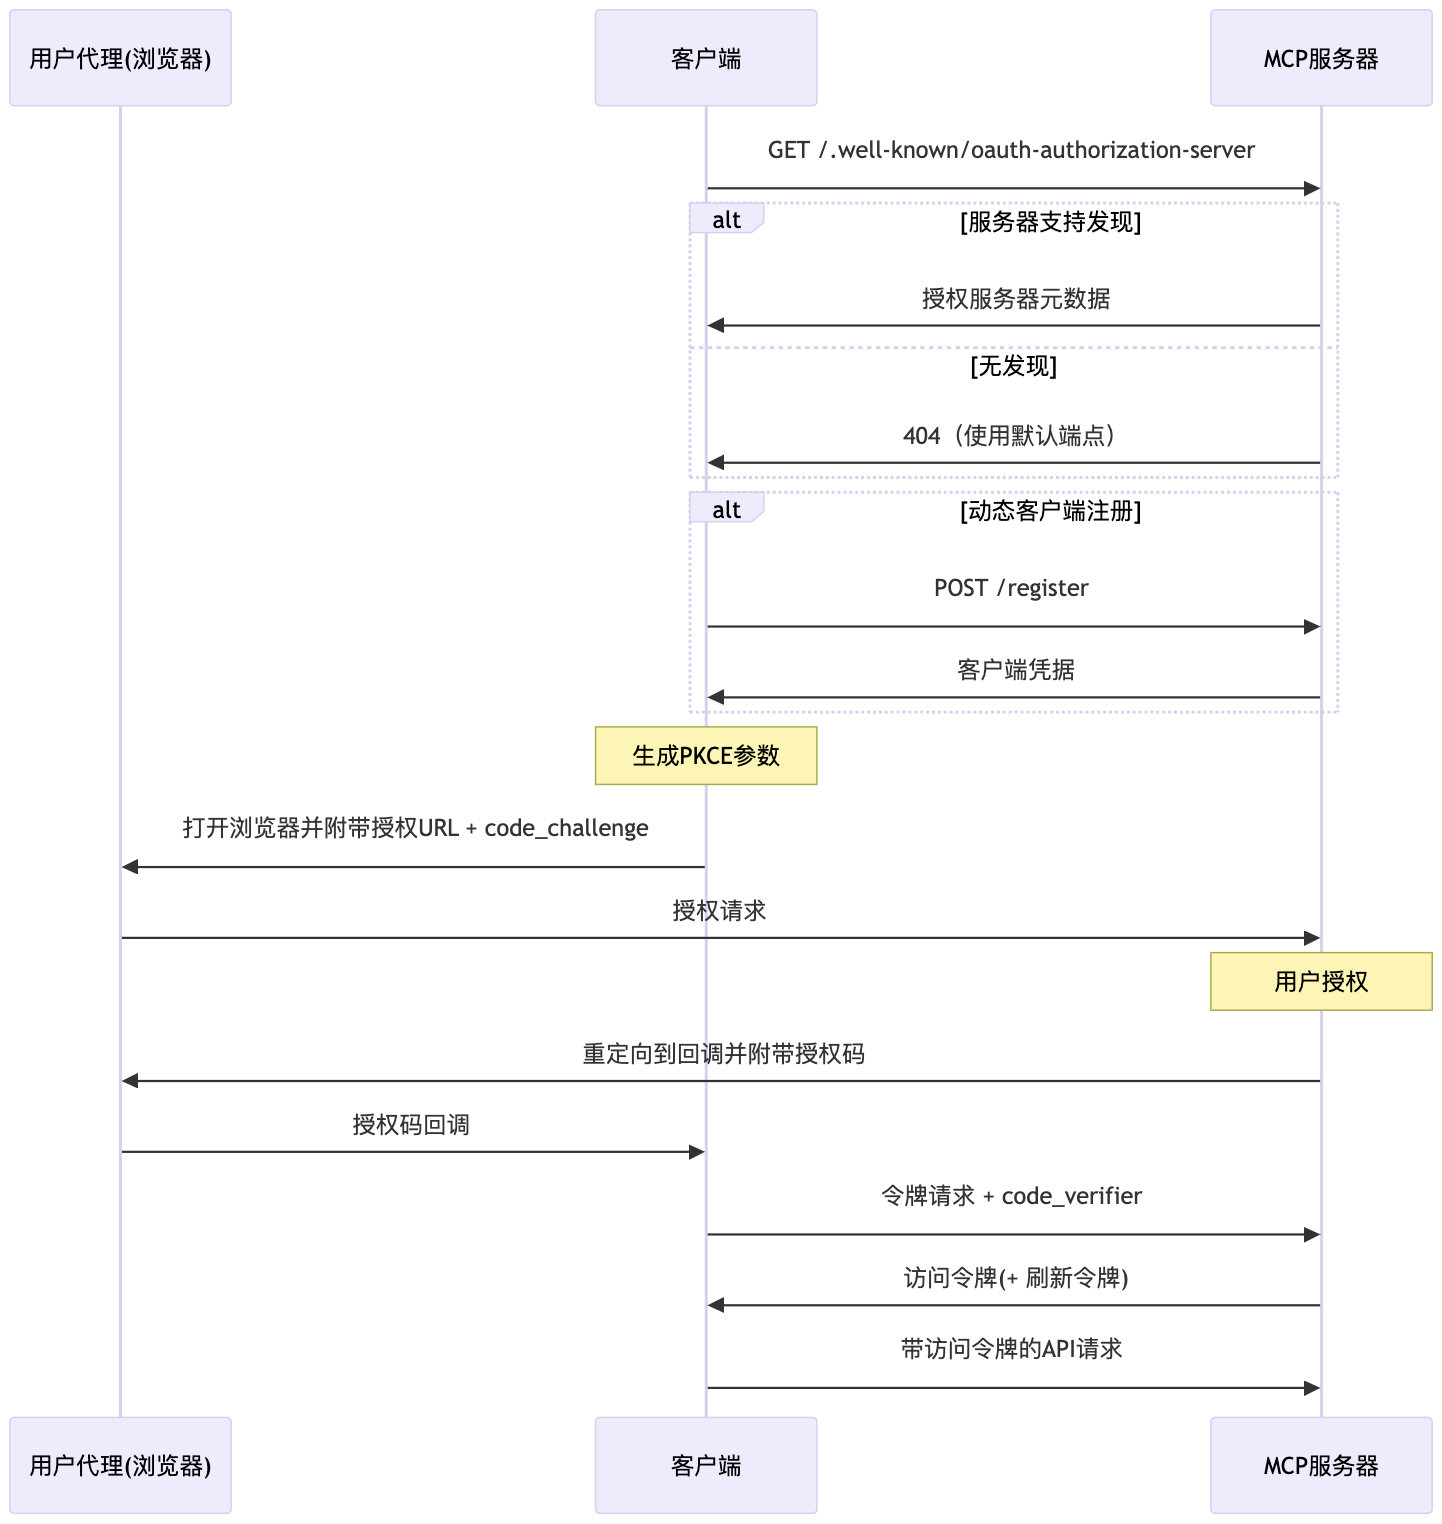 用户代理(浏览器)
客户端
MCP服务器
GET /.well-known/oauth-authorization-server
alt
[服务器支持发现]
授权服务器元数据
[无发现]
404（使用默认端点）
alt
[动态客户端注册]
POST /register
客户端凭据
生成PKCE参数
打开浏览器并附带授权URL + code_challenge
授权请求
用户授权
重定向到回调并附带授权码
授权码回调
令牌请求 + code_verifier
访问令牌(+ 刷新令牌)
带访问令牌的API请求
用户代理(浏览器)
客户端
MCP服务器